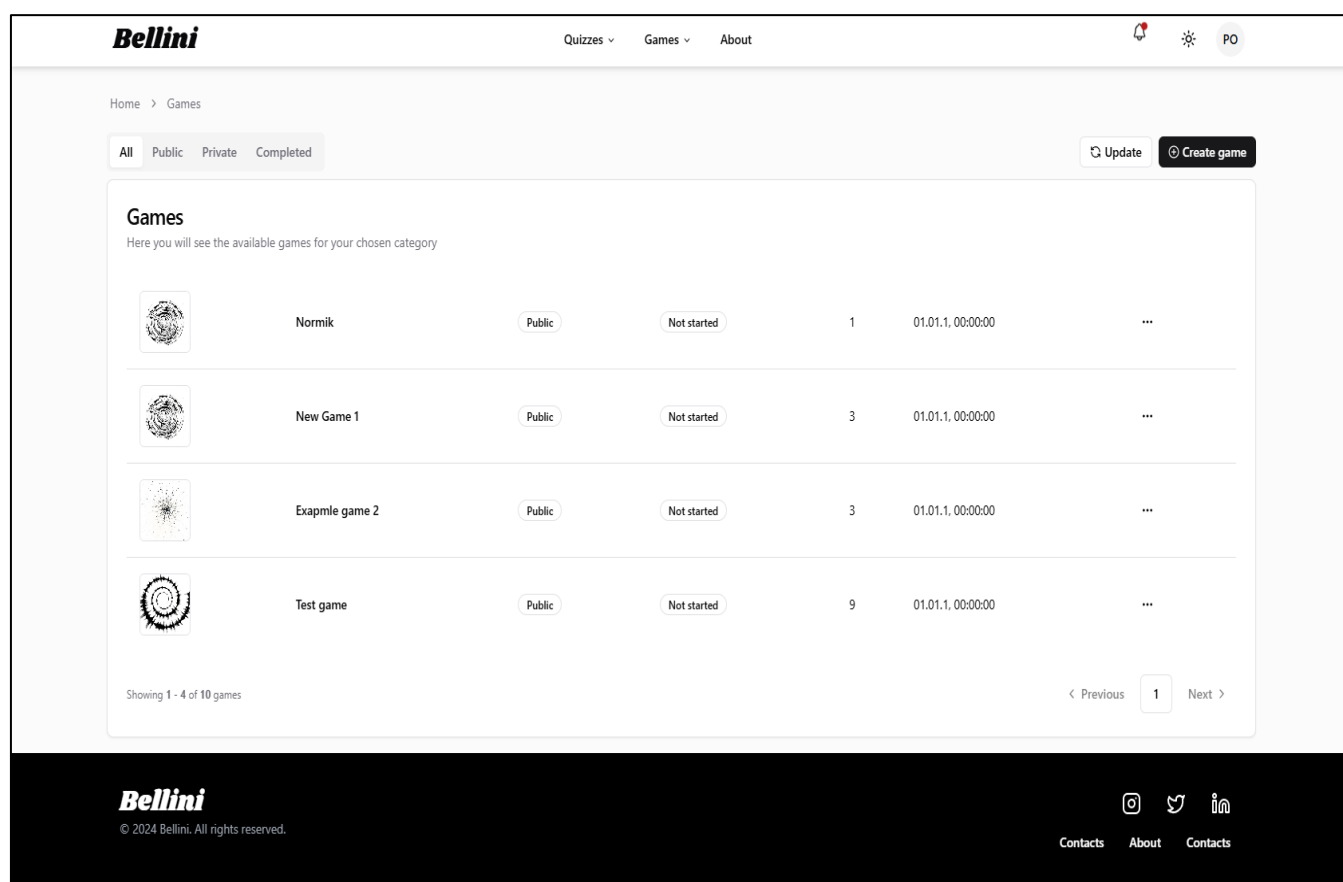 Bellini Quizzes Games About PO
Home > Games
All Public Private Completed Update Create game
Games
Here you will see the available games for your chosen category
Normik Public Not started 1 01.01.1, 00:00:00 ...
New Game 1 Public Not started 3 01.01.1, 00:00:00 ...
Exapmle game 2 Public Not started 3 01.01.1, 00:00:00 ...
Test game Public Not started 9 01.01.1, 00:00:00 ...
Showing 1 - 4 of 10 games < Previous 1 Next >
Bellini
© 2024 Bellini. All rights reserved.
Contacts About Contacts